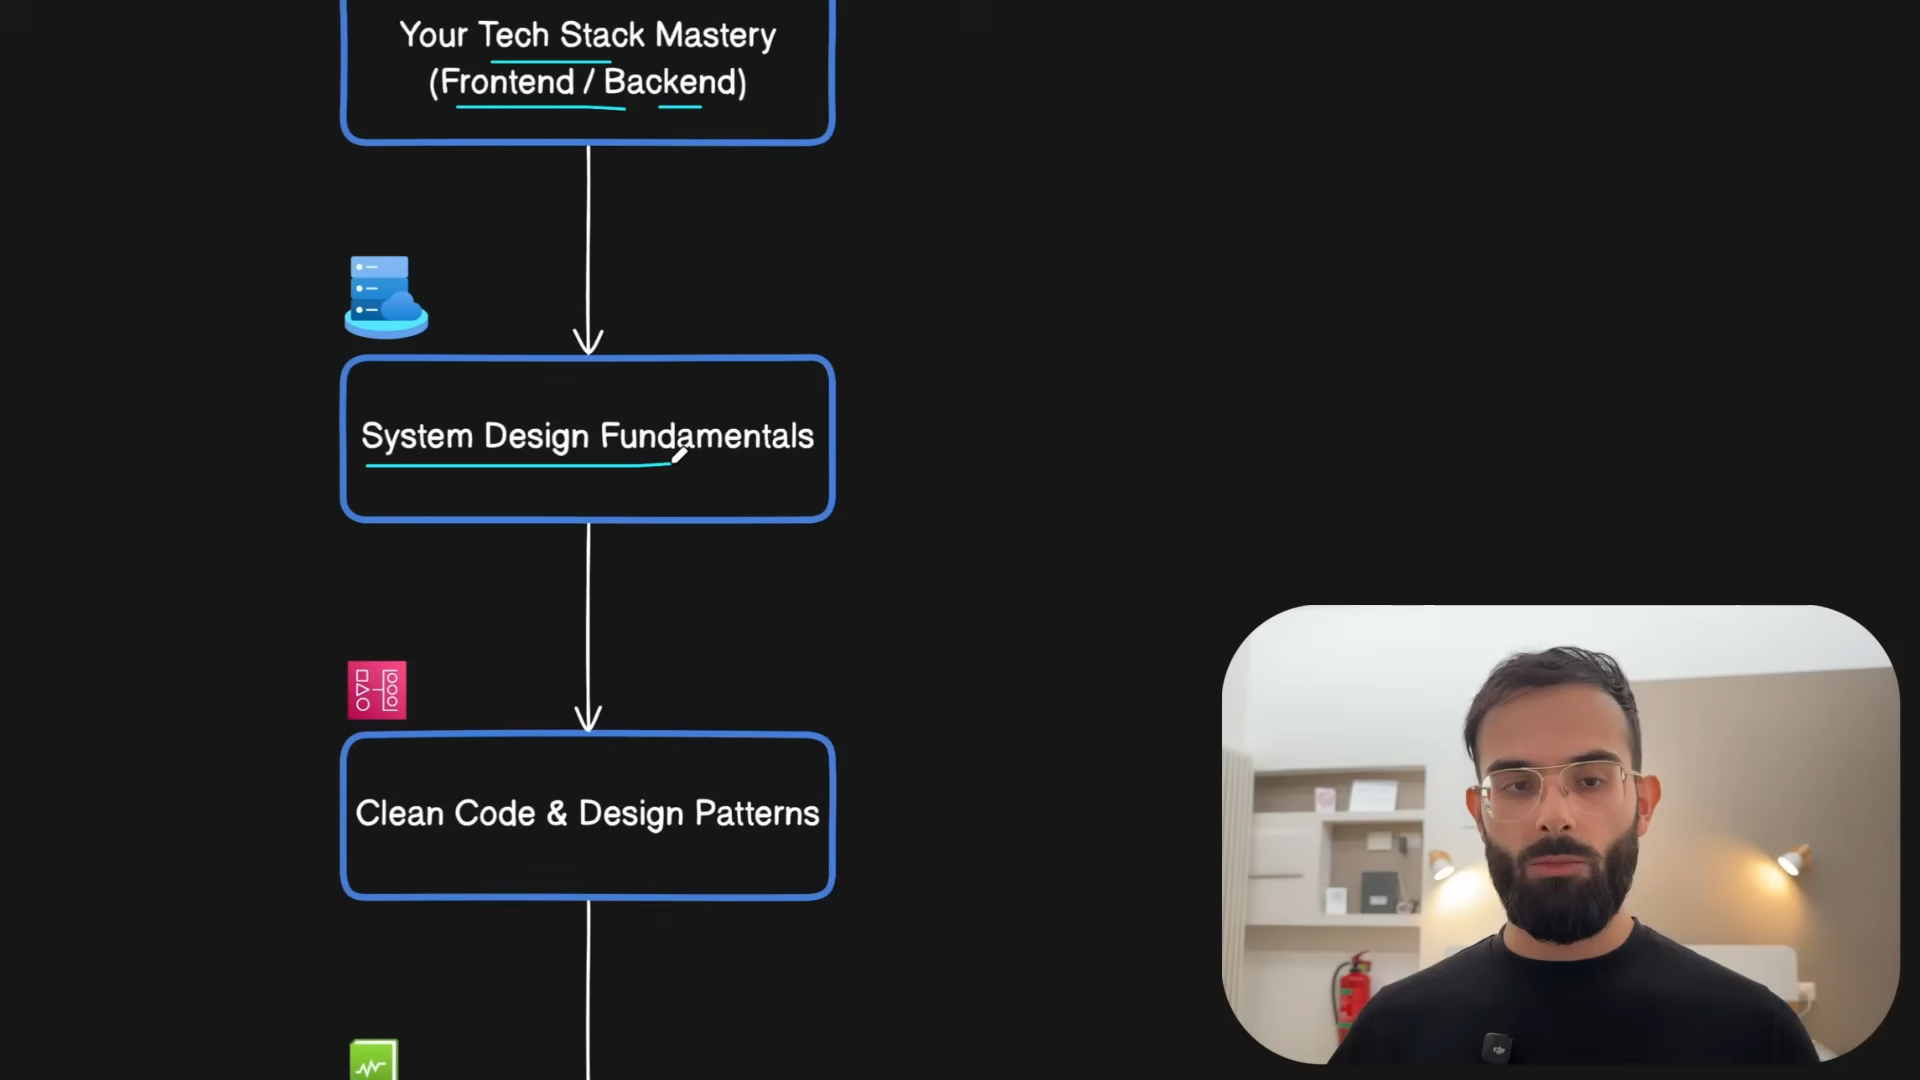 Your Tech Stack Mastery
(Frontend / Backend)
System Design Fundamentals
Clean Code & Design Patterns